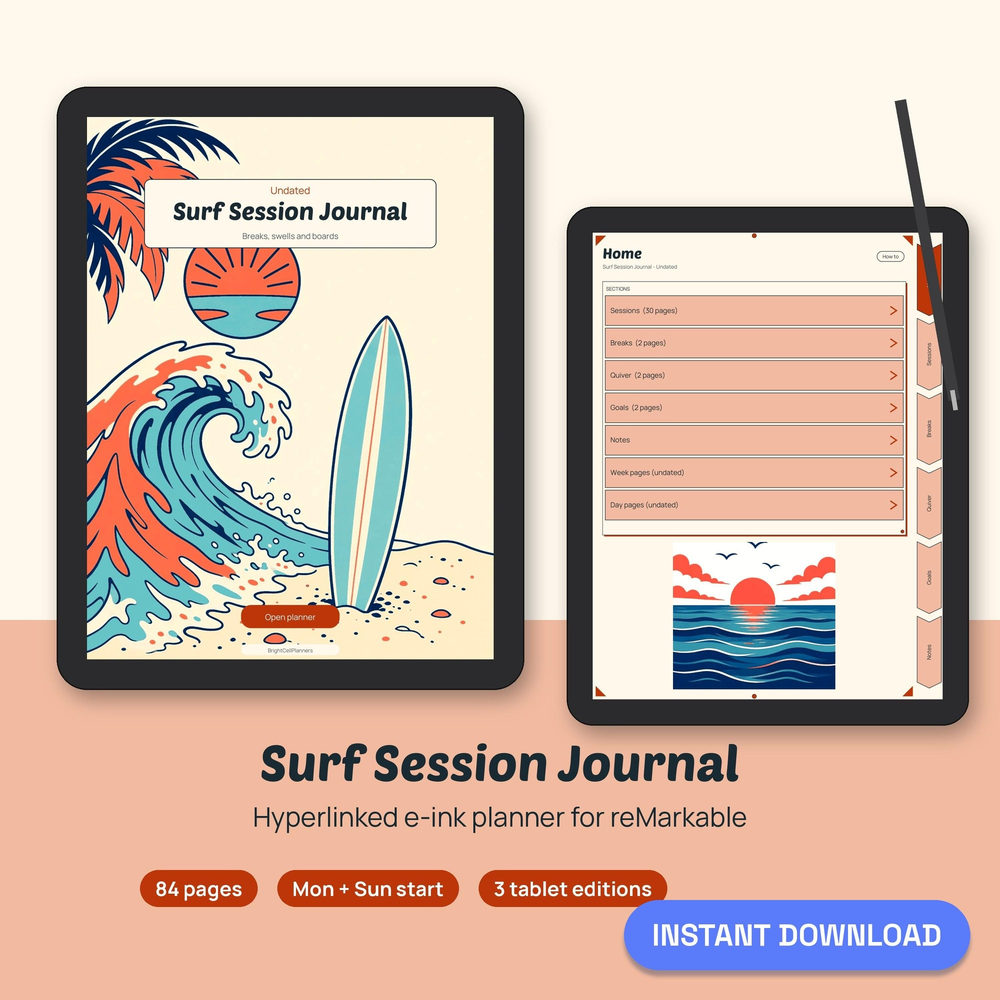 Undated
Surf Session Journal
Breaks, swells and boards
Open planner
BrightCellPlanners
Home
Surf Session Journal - Undated
How to
SECTIONS
Sessions (30 pages)
Breaks (2 pages)
Quiver (2 pages)
Goals (2 pages)
Notes
Week pages (undated)
Day pages (undated)
Sessions
Breaks
Quiver
Goals
Notes
Surf Session Journal
Hyperlinked e-ink planner for reMarkable
84 pages
Mon + Sun start
3 tablet editions
INSTANT DOWNLOAD